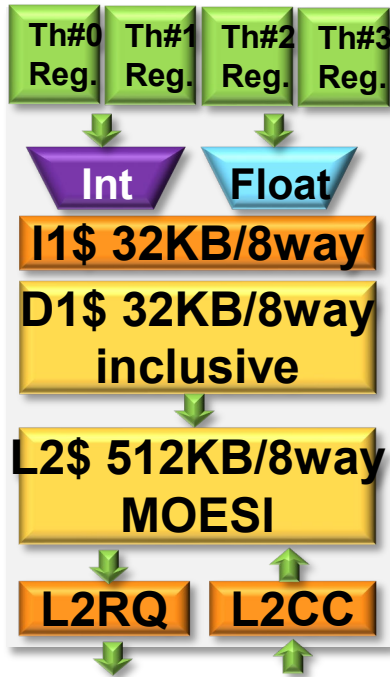 Th#0 Th#1 Th#2 Th#3
Reg. Reg. Reg. Reg.
Int Float
I1$ 32KB/8way
D1$ 32KB/8way
inclusive
L2$ 512KB/8way
MOESI
L2RQ L2CC